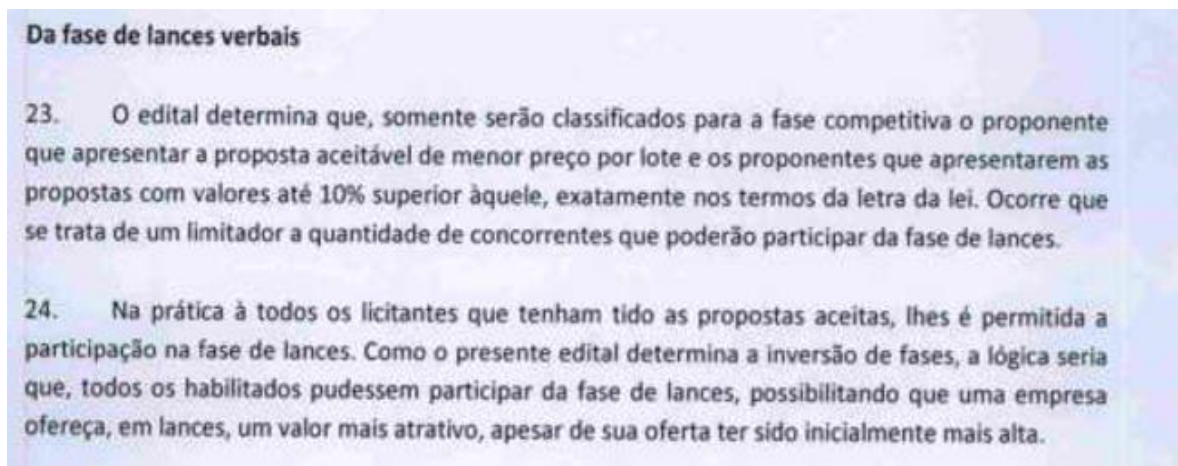 Da fase de lances verbais
23. O edital determina que, somente serão classificados para a fase competitiva o proponente
que apresentar a proposta aceitável de menor preço por lote e os proponentes que apresentarem as
propostas com valores até 10% superior àquele, exatamente nos termos da letra da lei. Ocorre que
se trata de um limitador a quantidade de concorrentes que poderão participar da fase de lances.
24. Na prática à todos os licitantes que tenham tido as propostas aceitas, lhes é permitida a
participação na fase de lances. Como o presente edital determina a inversão de fases, a lógica seria
que, todos os habilitados pudessem participar da fase de lances, possibilitando que uma empresa
ofereça, em lances, um valor mais atrativo, apesar de sua oferta ter sido inicialmente mais alta.